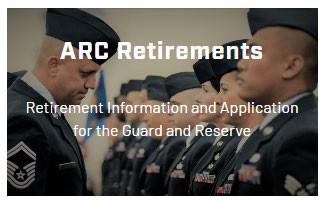 ARC Retirements
Retirement Information and Application
for the Guard and Reserve